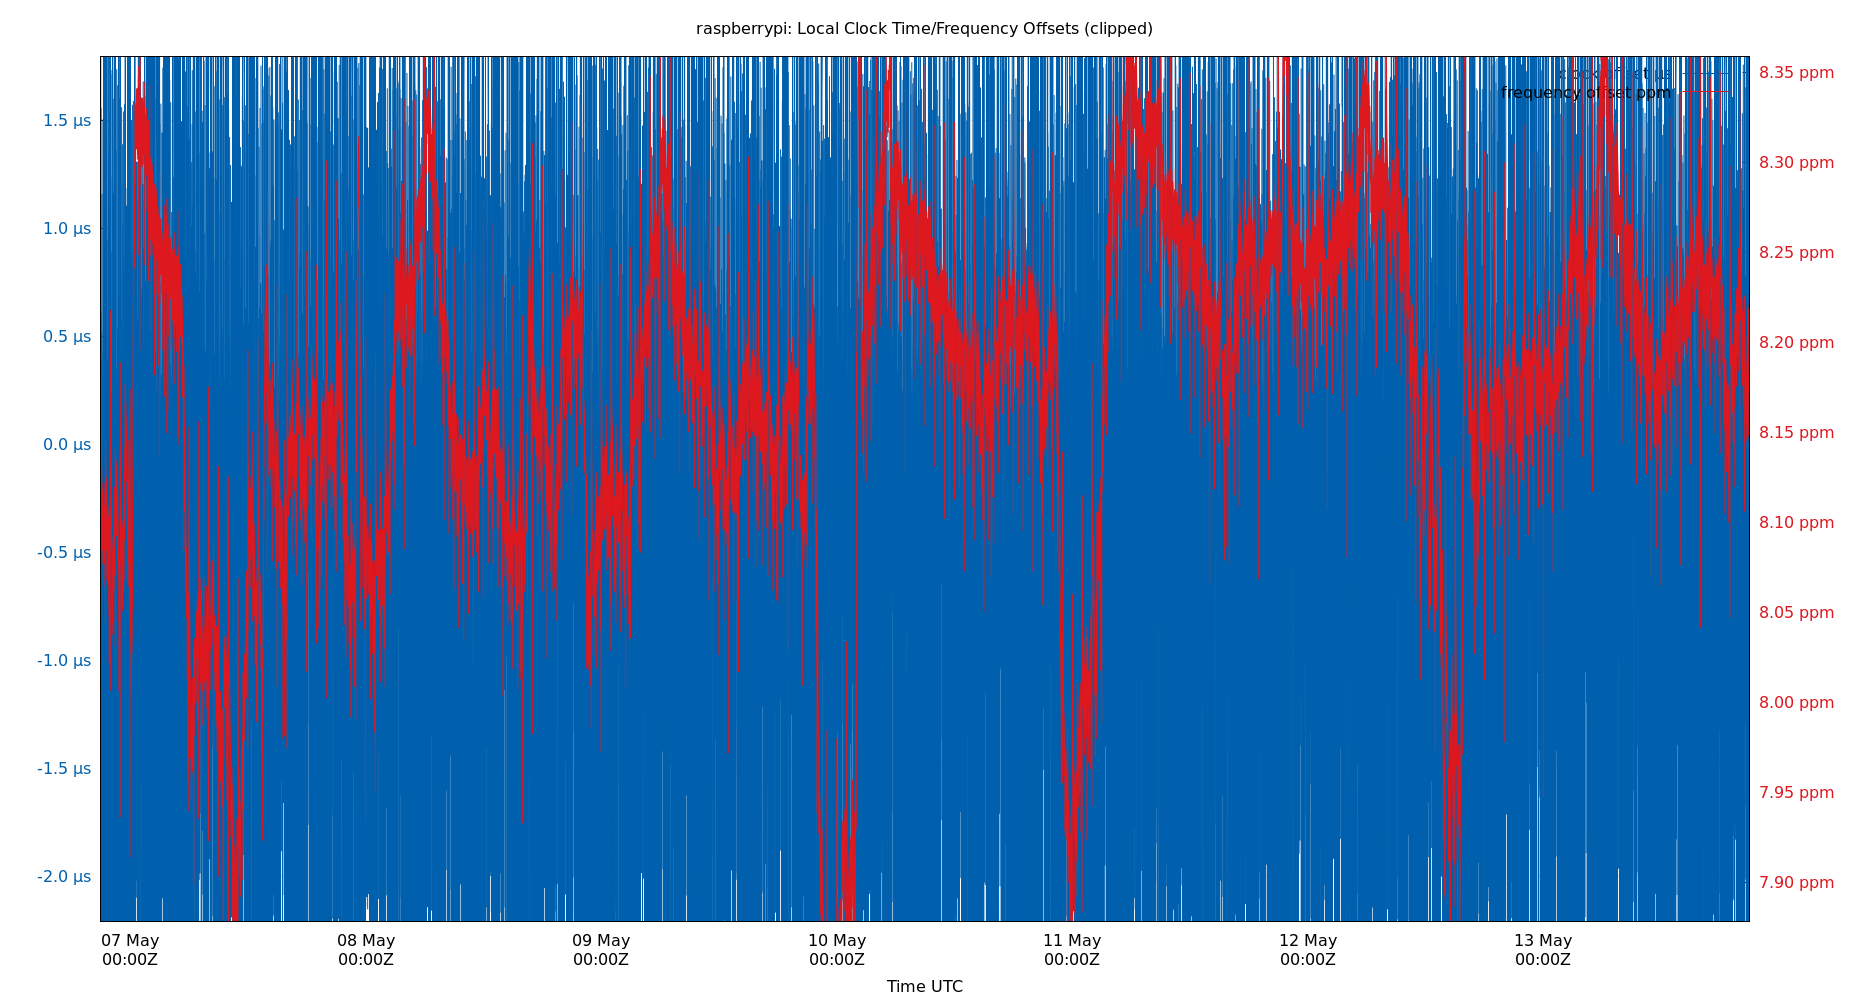 raspberrypi: Local Clock Time/Frequency Offsets (clipped)
clock offset µs
frequency offset ppm
1.5 µs
1.0 µs
0.5 µs
0.0 µs
-0.5 µs
-1.0 µs
-1.5 µs
-2.0 µs
8.35 ppm
8.30 ppm
8.25 ppm
8.20 ppm
8.15 ppm
8.10 ppm
8.05 ppm
8.00 ppm
7.95 ppm
7.90 ppm
07 May
00:00Z
08 May
00:00Z
09 May
00:00Z
10 May
00:00Z
11 May
00:00Z
12 May
00:00Z
13 May
00:00Z
Time UTC